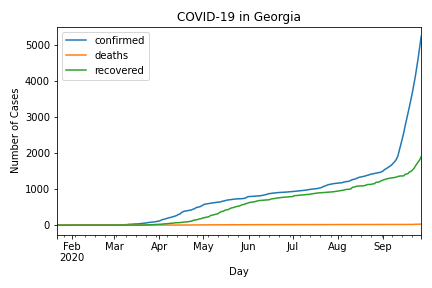 COVID-19 in Georgia
confirmed
deaths
recovered
Number of Cases
5000
4000
3000
2000
1000
0
Feb Mar Apr May Jun Jul Aug Sep
2020
Day